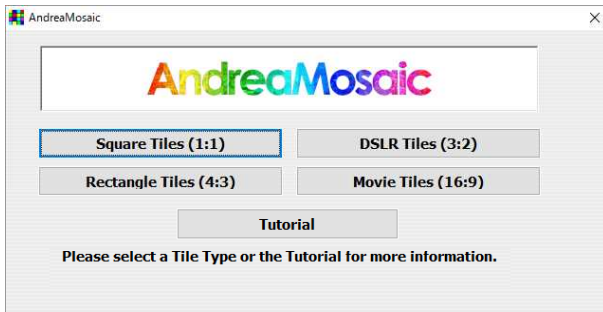 AndreaMosaic
AndreaMosaic
Square Tiles (1:1)
DSLR Tiles (3:2)
Rectangle Tiles (4:3)
Movie Tiles (16:9)
Tutorial
Please select a Tile Type or the Tutorial for more information.